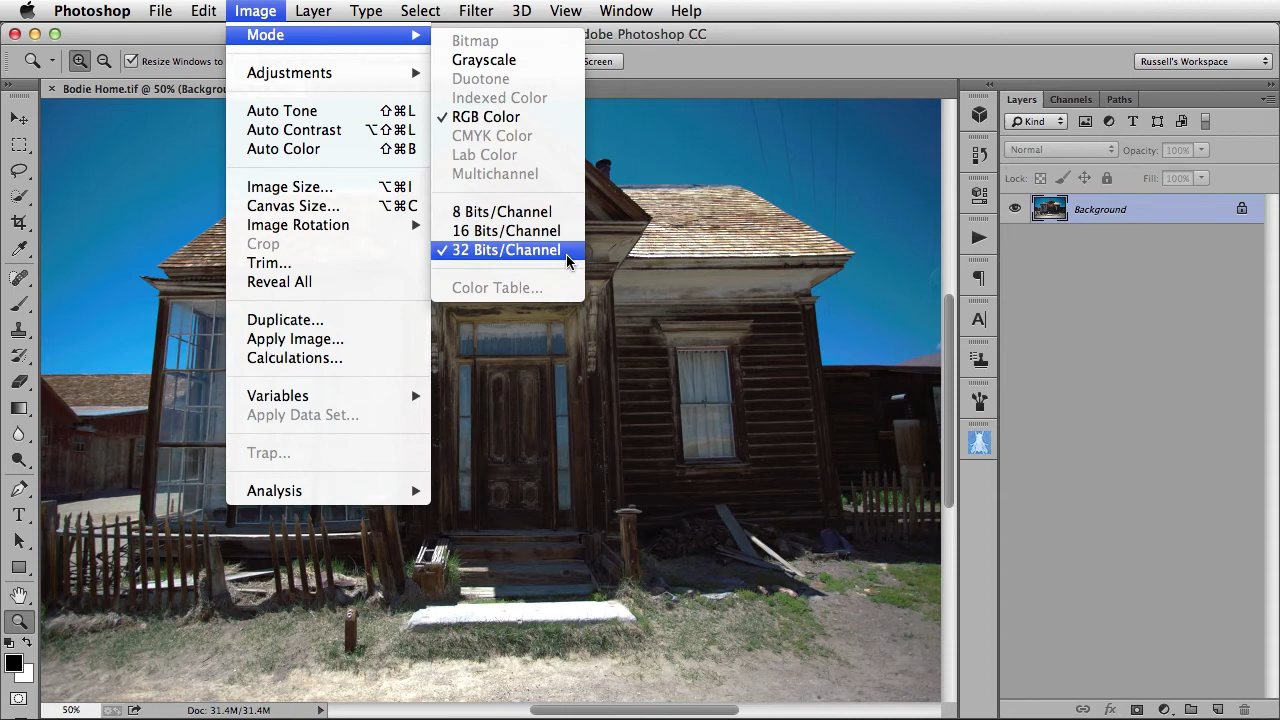 Photoshop File Edit Image Layer Type Select Filter 3D View Window Help
Adobe Photoshop CC
Resize Windows to
Screen
Russell's Workspace
Bodie Home.tif @ 50% (Backgrou
Mode
Adjustments
Auto Tone ⇧⌘L
Auto Contrast ⌥⇧⌘L
Auto Color ⇧⌘B
Image Size... ⌥⌘I
Canvas Size... ⌥⌘C
Image Rotation
Crop
Trim...
Reveal All
Duplicate...
Apply Image...
Calculations...
Variables
Apply Data Set...
Trap...
Analysis
Bitmap
Grayscale
Duotone
Indexed Color
✓ RGB Color
CMYK Color
Lab Color
Multichannel
8 Bits/Channel
16 Bits/Channel
✓ 32 Bits/Channel
Color Table...
Layers Channels Paths
Kind
Normal Opacity: 100%
Lock: Fill: 100%
Background
50% Doc: 31.4M/31.4M